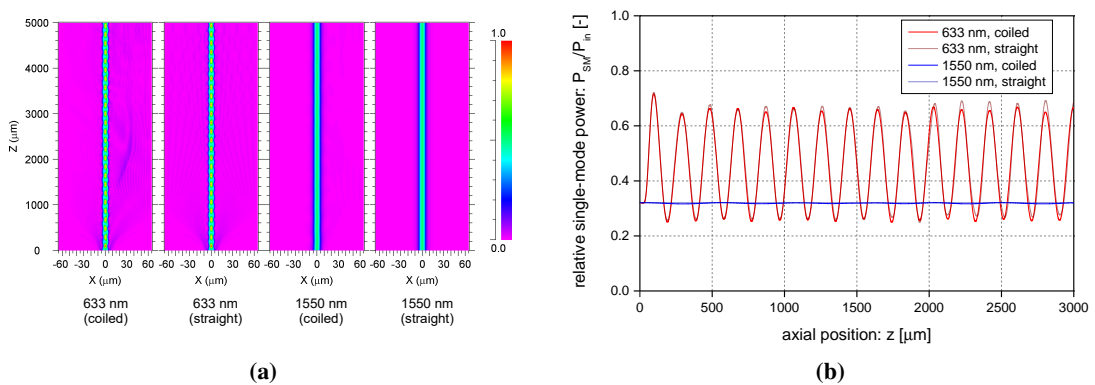 5000
4000
3000
2000
1000
0
Z (μm)
-60 -30 0 30 60
-60 -30 0 30 60
-60 -30 0 30 60
-60 -30 0 30 60
X (μm)
X (μm)
X (μm)
X (μm)
633 nm
(coiled)
633 nm
(straight)
1550 nm
(coiled)
1550 nm
(straight)
1.0
0.0
(a)
relative single-mode power: P_SM/P_in [-]
1.0
0.8
0.6
0.4
0.2
0.0
633 nm, coiled
633 nm, straight
1550 nm, coiled
1550 nm, straight
0 500 1000 1500 2000 2500 3000
axial position: z [μm]
(b)